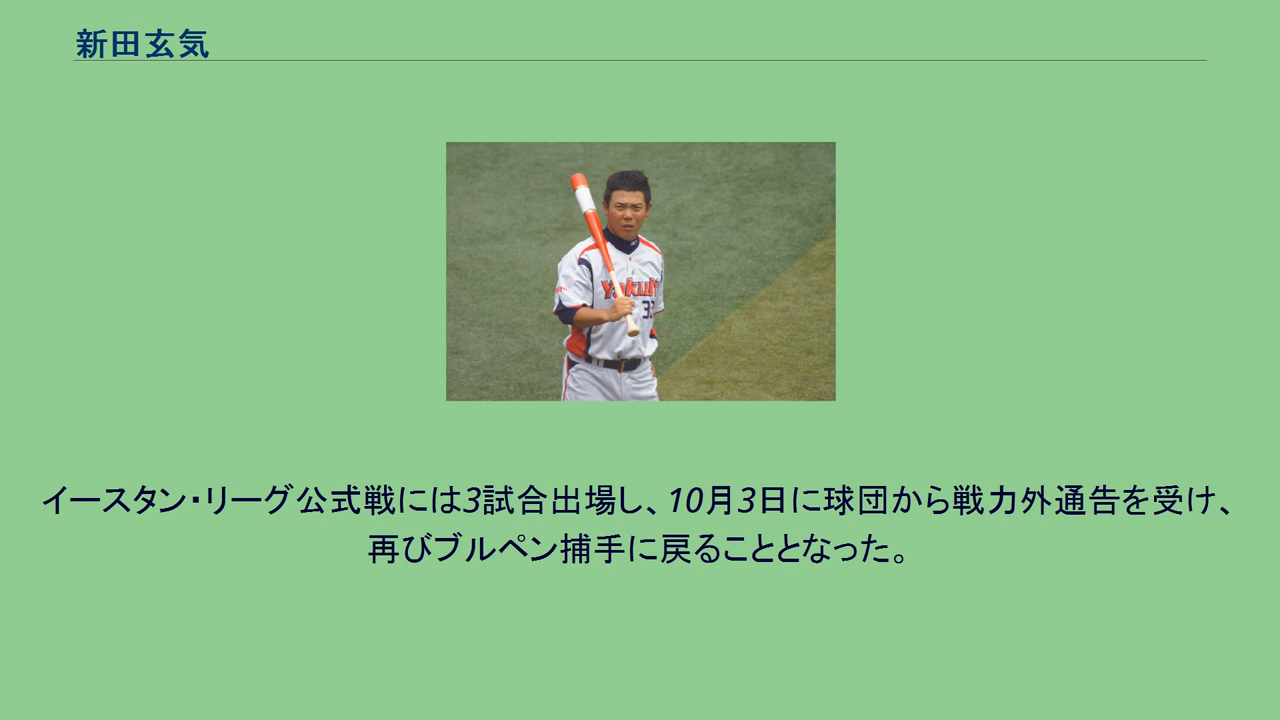 新田玄気
Yakult
イースタン・リーグ公式戦には3試合出場し、10月3日に球団から戦力外通告を受け、
再びブルペン捕手に戻ることとなった。